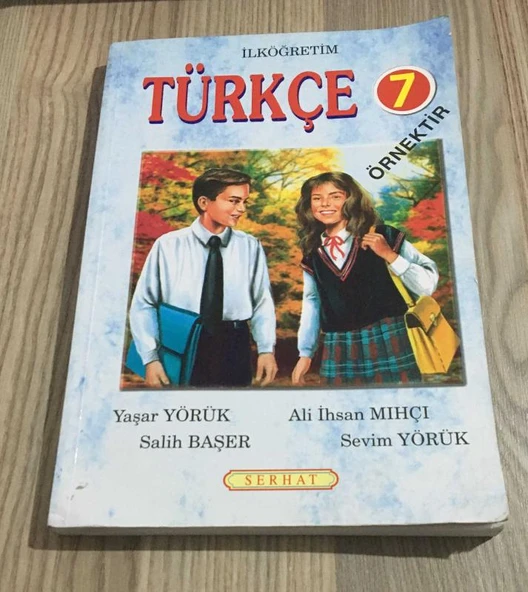 İLKÖĞRETİM
TÜRKÇE 7
ÖRNEKTİR
Yaşar YÖRÜK Ali İhsan MIHÇI
Salih BAŞER Sevim YÖRÜK
SERHAT